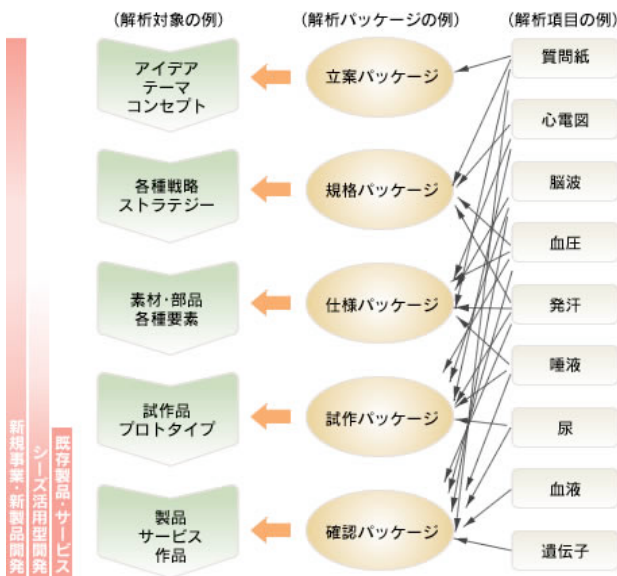 (解析対象の例)
(解析パッケージの例)
(解析項目の例)
アイデア
テーマ
コンセプト
立案パッケージ
質問紙
心電図
各種戦略
ストラテジー
規格パッケージ
脳波
血圧
素材・部品
各種要素
仕様パッケージ
発汗
唾液
試作品
プロトタイプ
試作パッケージ
尿
血液
製品
サービス
作品
確認パッケージ
遺伝子
新規事業・新製品開発
シーズ活用型開発
既存製品・サービス